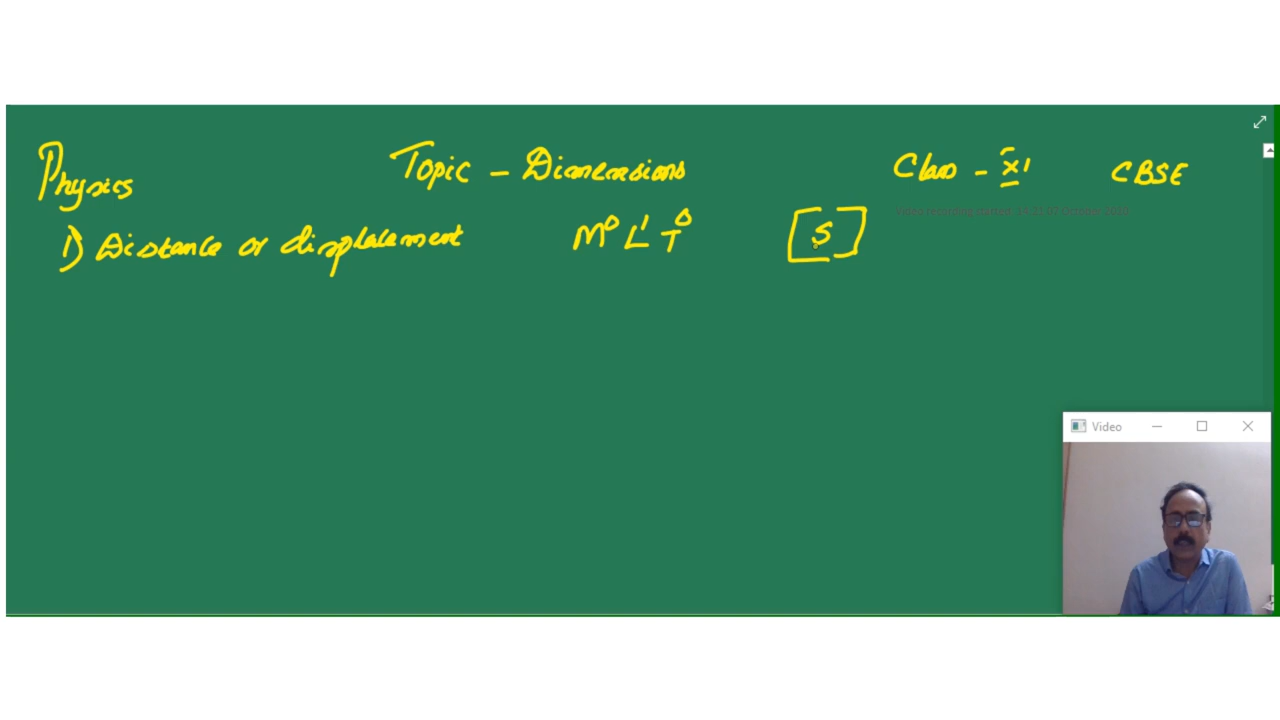 Physics Topic - Dimensions Class - XI CBSE
1) Distance or displacement M⁰ L¹ T⁰ [S]
Video